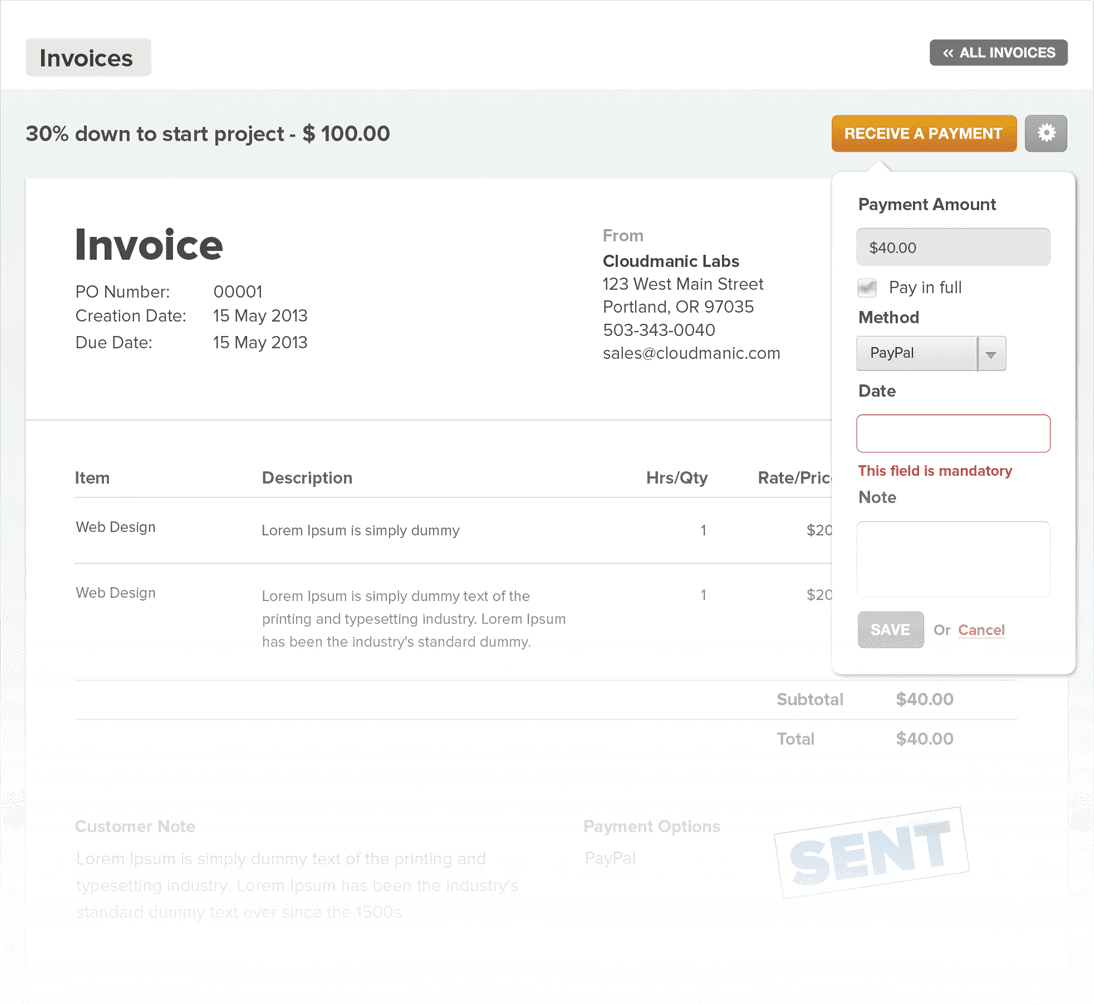 Invoices
« ALL INVOICES
30% down to start project - $ 100.00
RECEIVE A PAYMENT
Invoice
PO Number: 00001
Creation Date: 15 May 2013
Due Date: 15 May 2013
From
Cloudmanic Labs
123 West Main Street
Portland, OR 97035
503-343-0040
sales@cloudmanic.com
Payment Amount
$40.00
Pay in full
Method
PayPal
Date
This field is mandatory
Note
SAVE Or Cancel
Item Description Hrs/Qty Rate/Pric
Web Design Lorem Ipsum is simply dummy 1 $20
Web Design Lorem Ipsum is simply dummy text of the 1 $20
printing and typesetting industry. Lorem Ipsum
has been the industry's standard dummy.
Subtotal $40.00
Total $40.00
Customer Note
Lorem Ipsum is simply dummy text of the printing and
typesetting industry. Lorem Ipsum has been the industry's
standard dummy text ever since the 1500s
Payment Options
PayPal
SENT